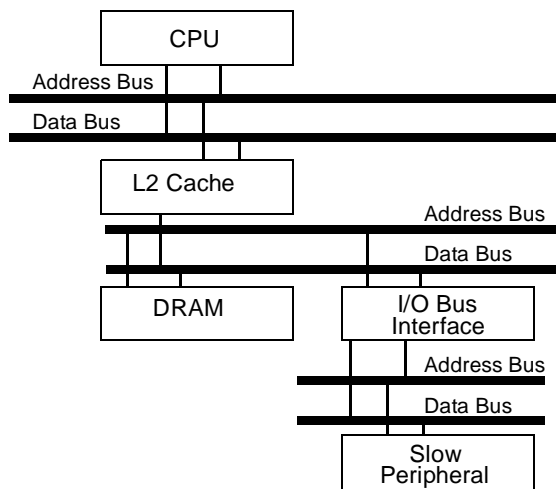 CPU
Address Bus
Data Bus
L2 Cache
Address Bus
Data Bus
DRAM
I/O Bus
Interface
Address Bus
Data Bus
Slow
Peripheral